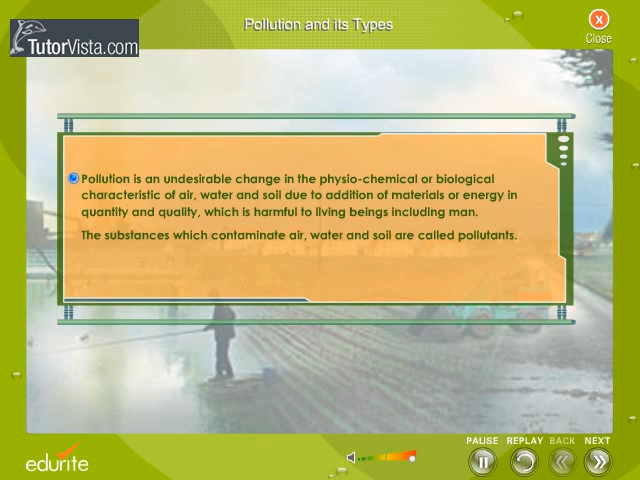 Pollution and its Types
X
Close
TutorVista.com
Pollution is an undesirable change in the physio-chemical or biological
characteristic of air, water and soil due to addition of materials or energy in
quantity and quality, which is harmful to living beings including man.
The substances which contaminate air, water and soil are called pollutants.
PAUSE REPLAY BACK NEXT
edurite